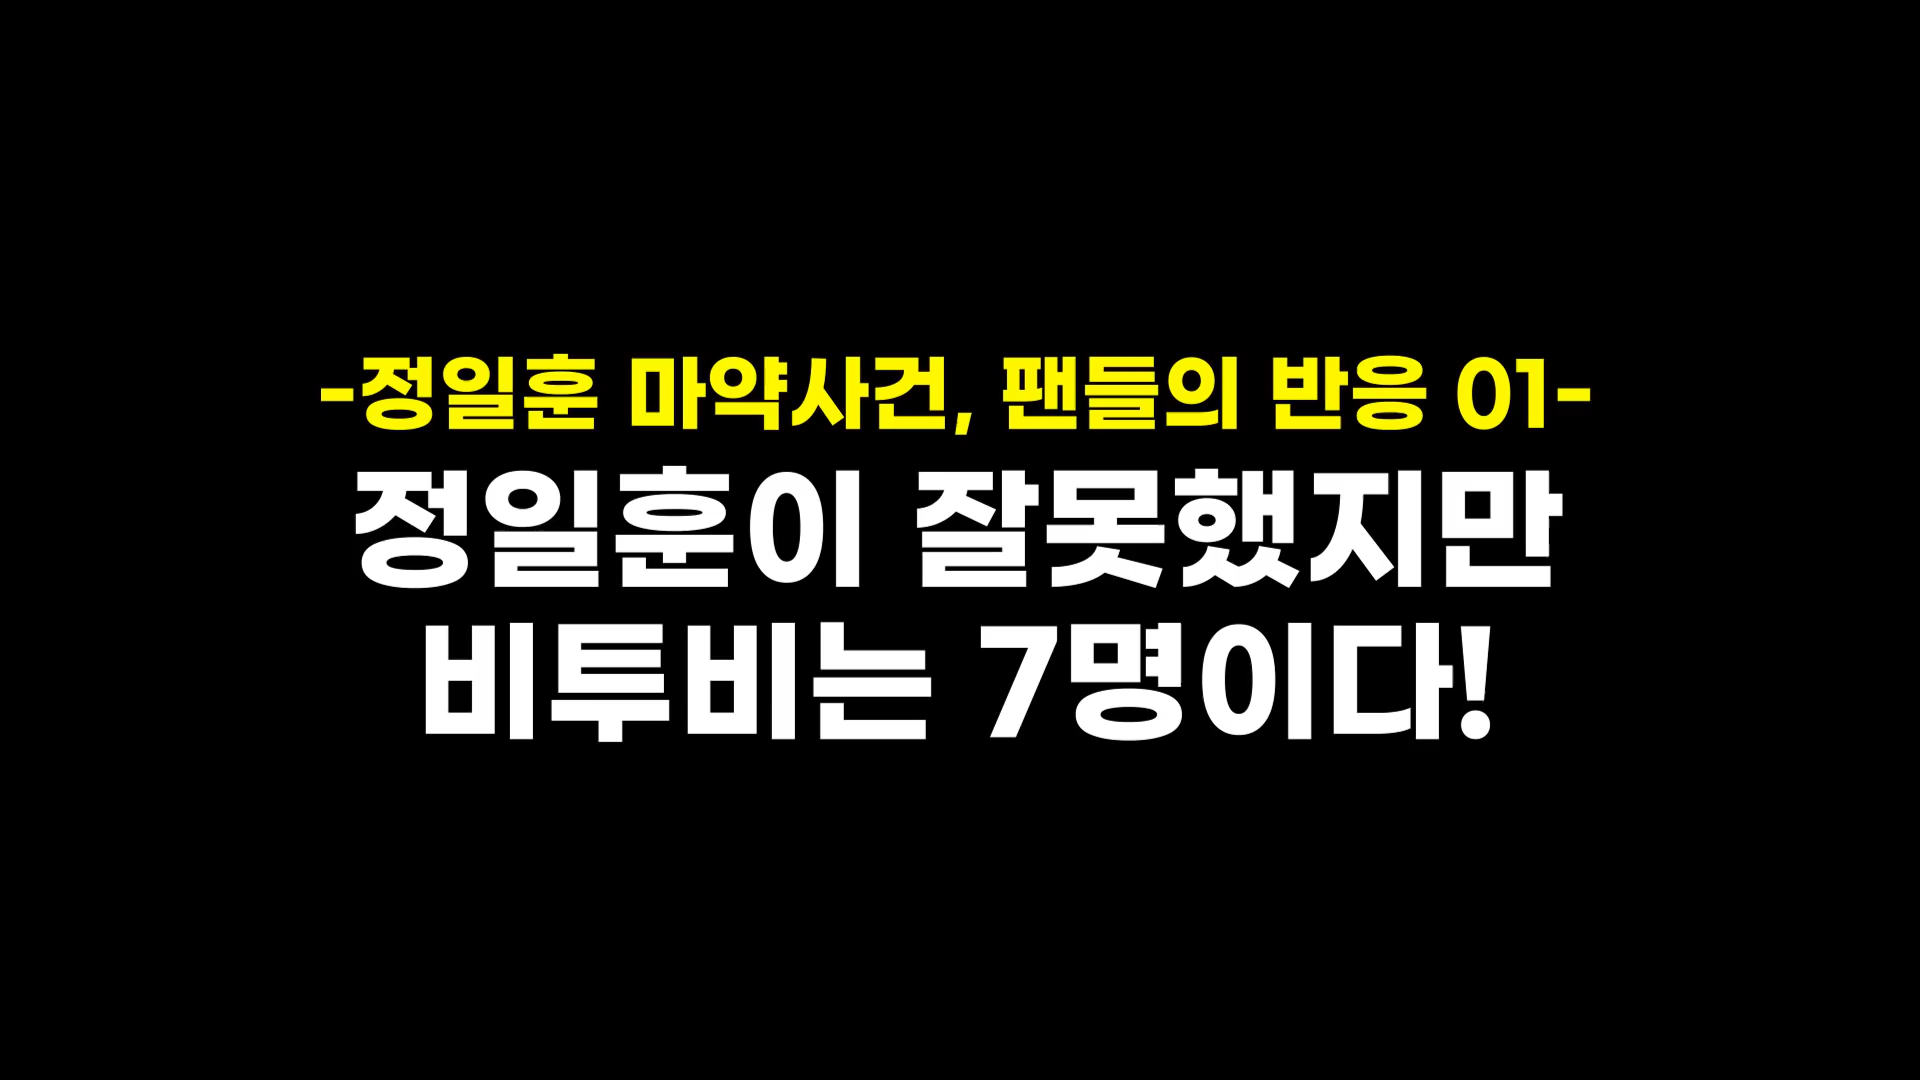 -정일훈 마약사건, 팬들의 반응 01-
정일훈이 잘못했지만
비투비는 7명이다!